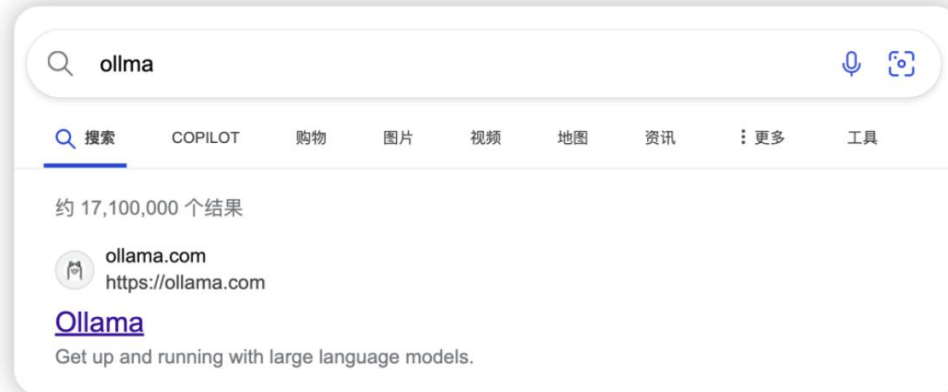 ollma
搜索 COPILOT 购物 图片 视频 地图 资讯 更多 工具
约 17,100,000 个结果
ollama.com
https://ollama.com
Ollama
Get up and running with large language models.